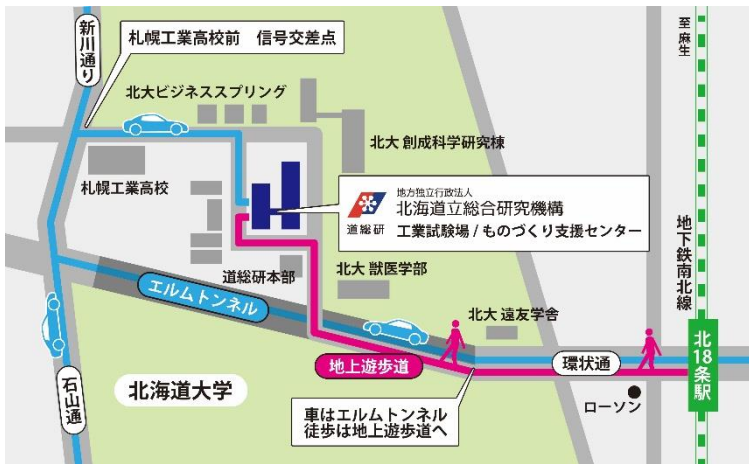 新川通り
札幌工業高校前 信号交差点
至麻生
北大ビジネススプリング
北大 創成科学研究棟
札幌工業高校
地方独立行政法人
北海道立総合研究機構
道総研
工業試験場 / ものづくり支援センター
地下鉄南北線
道総研本部
北大 獣医学部
エルムトンネル
北大 遠友学舎
北18条駅
地上遊歩道
環状通
石山通
北海道大学
ローソン
車はエルムトンネル
徒歩は地上遊歩道へ